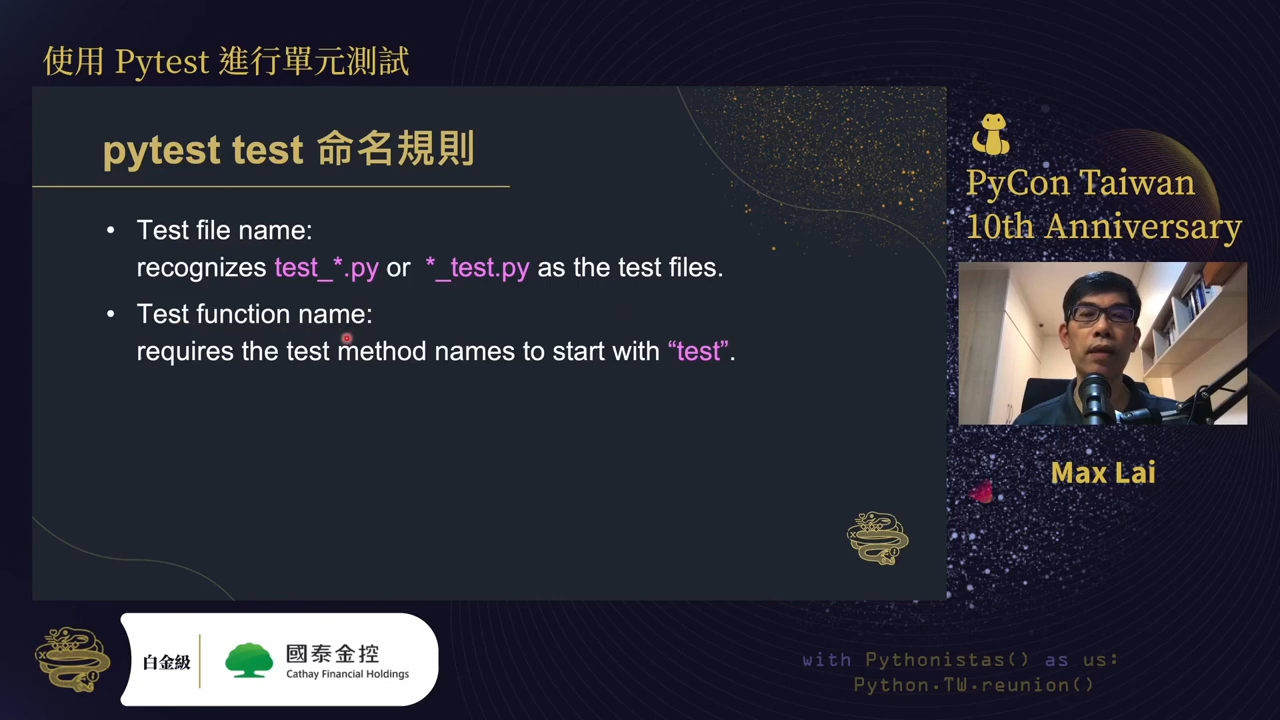 使用 Pytest 進行單元測試
pytest test 命名規則
• Test file name:
recognizes test_*.py or *_test.py as the test files.
• Test function name:
requires the test method names to start with “test”.
PyCon Taiwan
10th Anniversary
Max Lai
白金級
國泰金控
Cathay Financial Holdings
with Pythonistas() as us:
Python.TW.reunion()